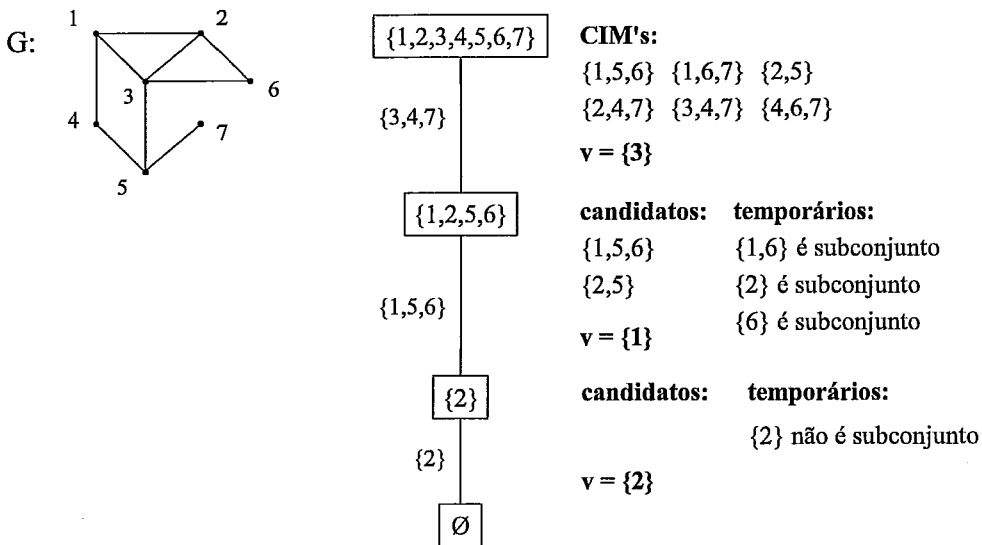 G:
1
2
3
6
4
7
5
{1,2,3,4,5,6,7}
{3,4,7}
{1,2,5,6}
{1,5,6}
{2}
{2}
Ø
CIM's:
{1,5,6} {1,6,7} {2,5}
{2,4,7} {3,4,7} {4,6,7}
v = {3}
candidatos: temporários:
{1,5,6} {1,6} é subconjunto
{2,5} {2} é subconjunto
{6} é subconjunto
v = {1}
candidatos: temporários:
{2} não é subconjunto
v = {2}